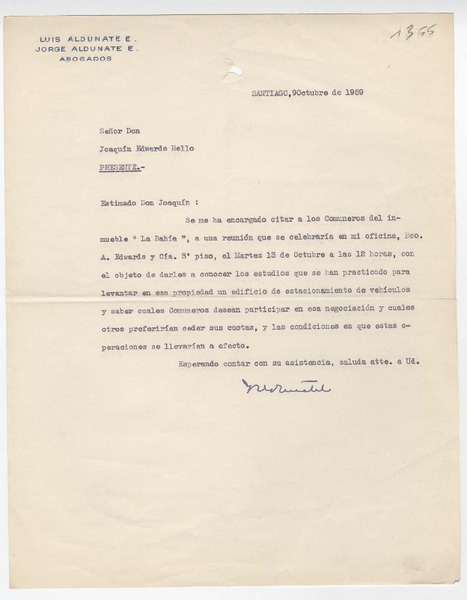 LUIS ALDUNATE E.
JORGE ALDUNATE E.
ABOGADOS
1355
SANTIAGO,9Octubre de 1959
Señor Don
Joaquín Edwards Bello
PRESENTE.-
Estimado Don Joaquín :
Se me ha encargado citar a los Comuneros del in-
mueble " La Bahía ", a una reunión que se celebraría en mi oficina, Bco.
A. Edwards y Cía. 3° piso, el Martes 13 de Octubre a las 12 horas, con
el objeto de darles a conocer los estudios que se han practicado para
levantar en esa propiedad un edificio de estacionamiento de vehículos
y saber cuales Comuneros desean participar en esa negociación y cuales
otros preferirían ceder sus cuotas, y las condiciones en que estas o-
peraciones se llevarían a efecto.
Esperando contar con su asistencia, saluda atte. a Ud.